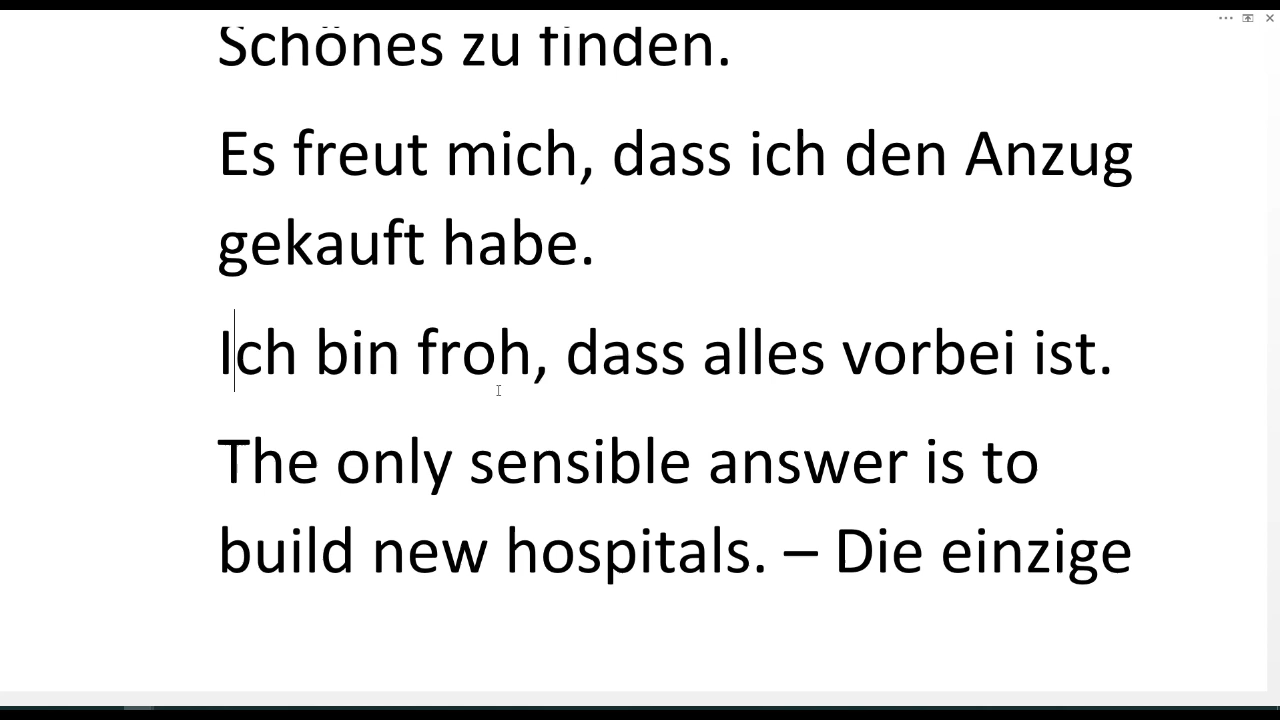 Schönes zu finden.
Es freut mich, dass ich den Anzug
gekauft habe.
Ich bin froh, dass alles vorbei ist.
The only sensible answer is to
build new hospitals. – Die einzige